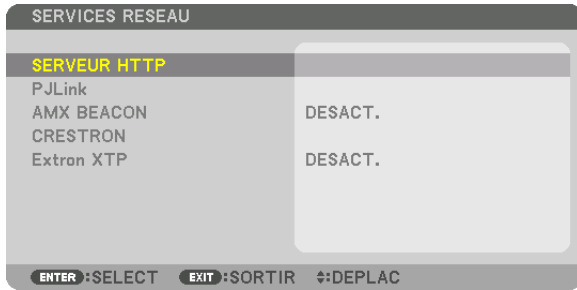 SERVICES RESEAU
SERVEUR HTTP
PJLink
AMX BEACON DESACT.
CRESTRON
Extron XTP DESACT.
ENTER :SELECT EXIT :SORTIR ⬍:DEPLAC